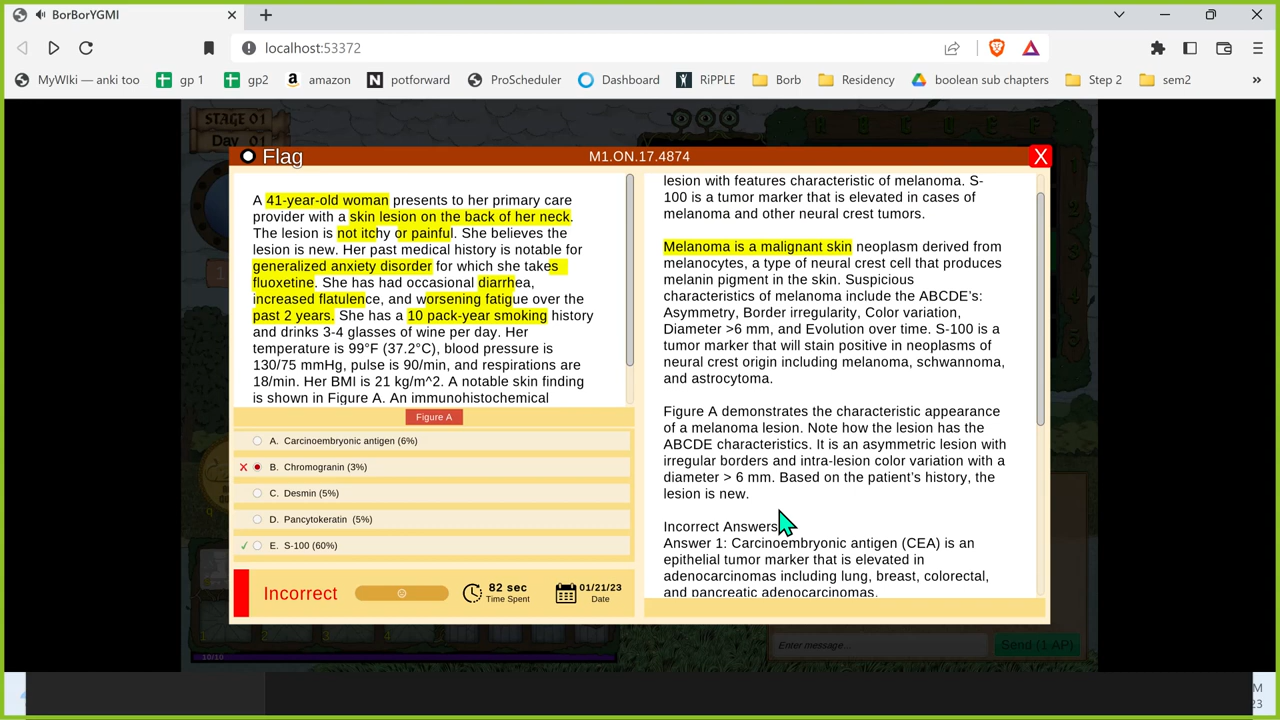 BorBorYGMI
localhost:53372
MyWIki — anki too
gp 1
gp2
amazon
potforward
ProScheduler
Dashboard
RiPPLE
Borb
Residency
boolean sub chapters
Step 2
sem2
»
STAGE 01
Day 01
Flag
M1.ON.17.4874
X
A 41-year-old woman presents to her primary care
provider with a skin lesion on the back of her neck.
The lesion is not itchy or painful. She believes the
lesion is new. Her past medical history is notable for
generalized anxiety disorder for which she takes
fluoxetine. She has had occasional diarrhea,
increased flatulence, and worsening fatigue over the
past 2 years. She has a 10 pack-year smoking history
and drinks 3-4 glasses of wine per day. Her
temperature is 99°F (37.2°C), blood pressure is
130/75 mmHg, pulse is 90/min, and respirations are
18/min. Her BMI is 21 kg/m^2. A notable skin finding
is shown in Figure A. An immunohistochemical
Figure A
A. Carcinoembryonic antigen (6%)
B. Chromogranin (3%)
C. Desmin (5%)
D. Pancytokeratin (5%)
E. S-100 (60%)
Incorrect
82 sec
Time Spent
01/21/23
Date
lesion with features characteristic of melanoma. S-
100 is a tumor marker that is elevated in cases of
melanoma and other neural crest tumors.
Melanoma is a malignant skin neoplasm derived from
melanocytes, a type of neural crest cell that produces
melanin pigment in the skin. Suspicious
characteristics of melanoma include the ABCDE's:
Asymmetry, Border irregularity, Color variation,
Diameter >6 mm, and Evolution over time. S-100 is a
tumor marker that will stain positive in neoplasms of
neural crest origin including melanoma, schwannoma,
and astrocytoma.
Figure A demonstrates the characteristic appearance
of a melanoma lesion. Note how the lesion has the
ABCDE characteristics. It is an asymmetric lesion with
irregular borders and intra-lesion color variation with a
diameter > 6 mm. Based on the patient's history, the
lesion is new.
Incorrect Answers
Answer 1: Carcinoembryonic antigen (CEA) is an
epithelial tumor marker that is elevated in
adenocarcinomas including lung, breast, colorectal,
and pancreatic adenocarcinomas.
1 2 3 4
10/10
Enter message...
Send (1 AP)
M
23